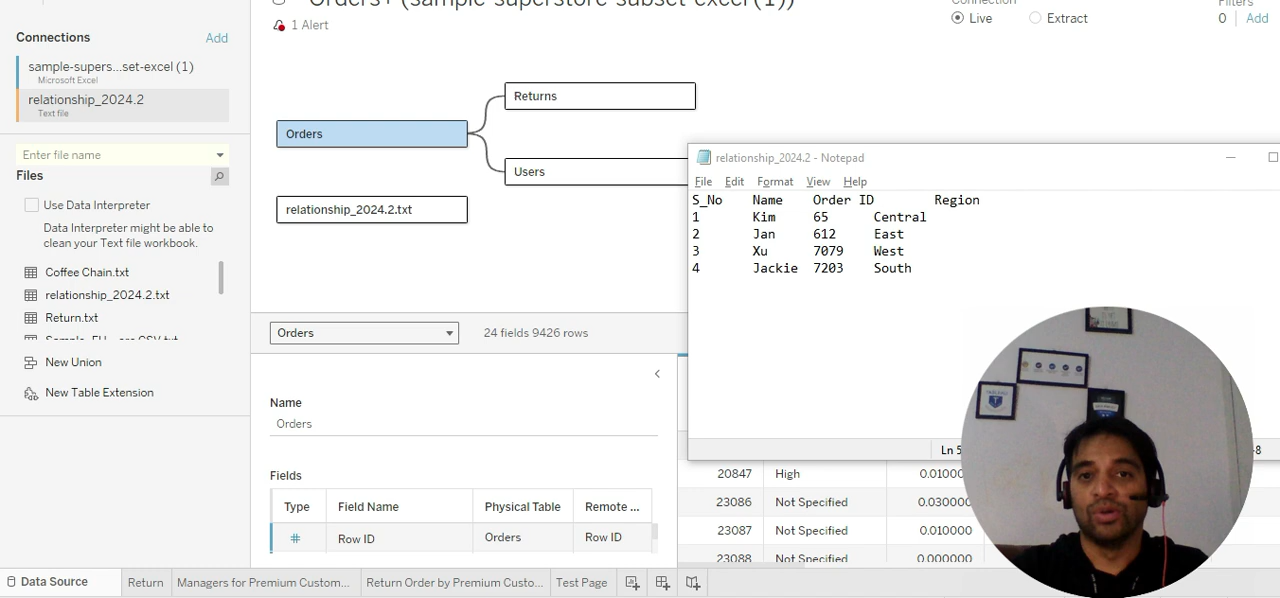 Connections
Add
sample-supers...set-excel (1)
Microsoft Excel
relationship_2024.2
Text file
Enter file name
Files
Use Data Interpreter
Data Interpreter might be able to
clean your Text file workbook.
Coffee Chain.txt
relationship_2024.2.txt
Return.txt
New Union
New Table Extension
Orders+ (sample-superstore-subset-excel (1))
1 Alert
Connection
Live
Extract
Filters
0
Add
Orders
Returns
Users
relationship_2024.2.txt
relationship_2024.2 - Notepad
File Edit Format View Help
S_No Name Order ID Region
1 Kim 65 Central
2 Jan 612 East
3 Xu 7079 West
4 Jackie 7203 South
Orders
24 fields 9426 rows
Name
Orders
Fields
Type Field Name Physical Table Remote ...
# Row ID Orders Row ID
20847 High
23086 Not Specified
23087 Not Specified 0.010000
23088 Not Specified 0.000000
Data Source
Return
Managers for Premium Custom...
Return Order by Premium Custo...
Test Page